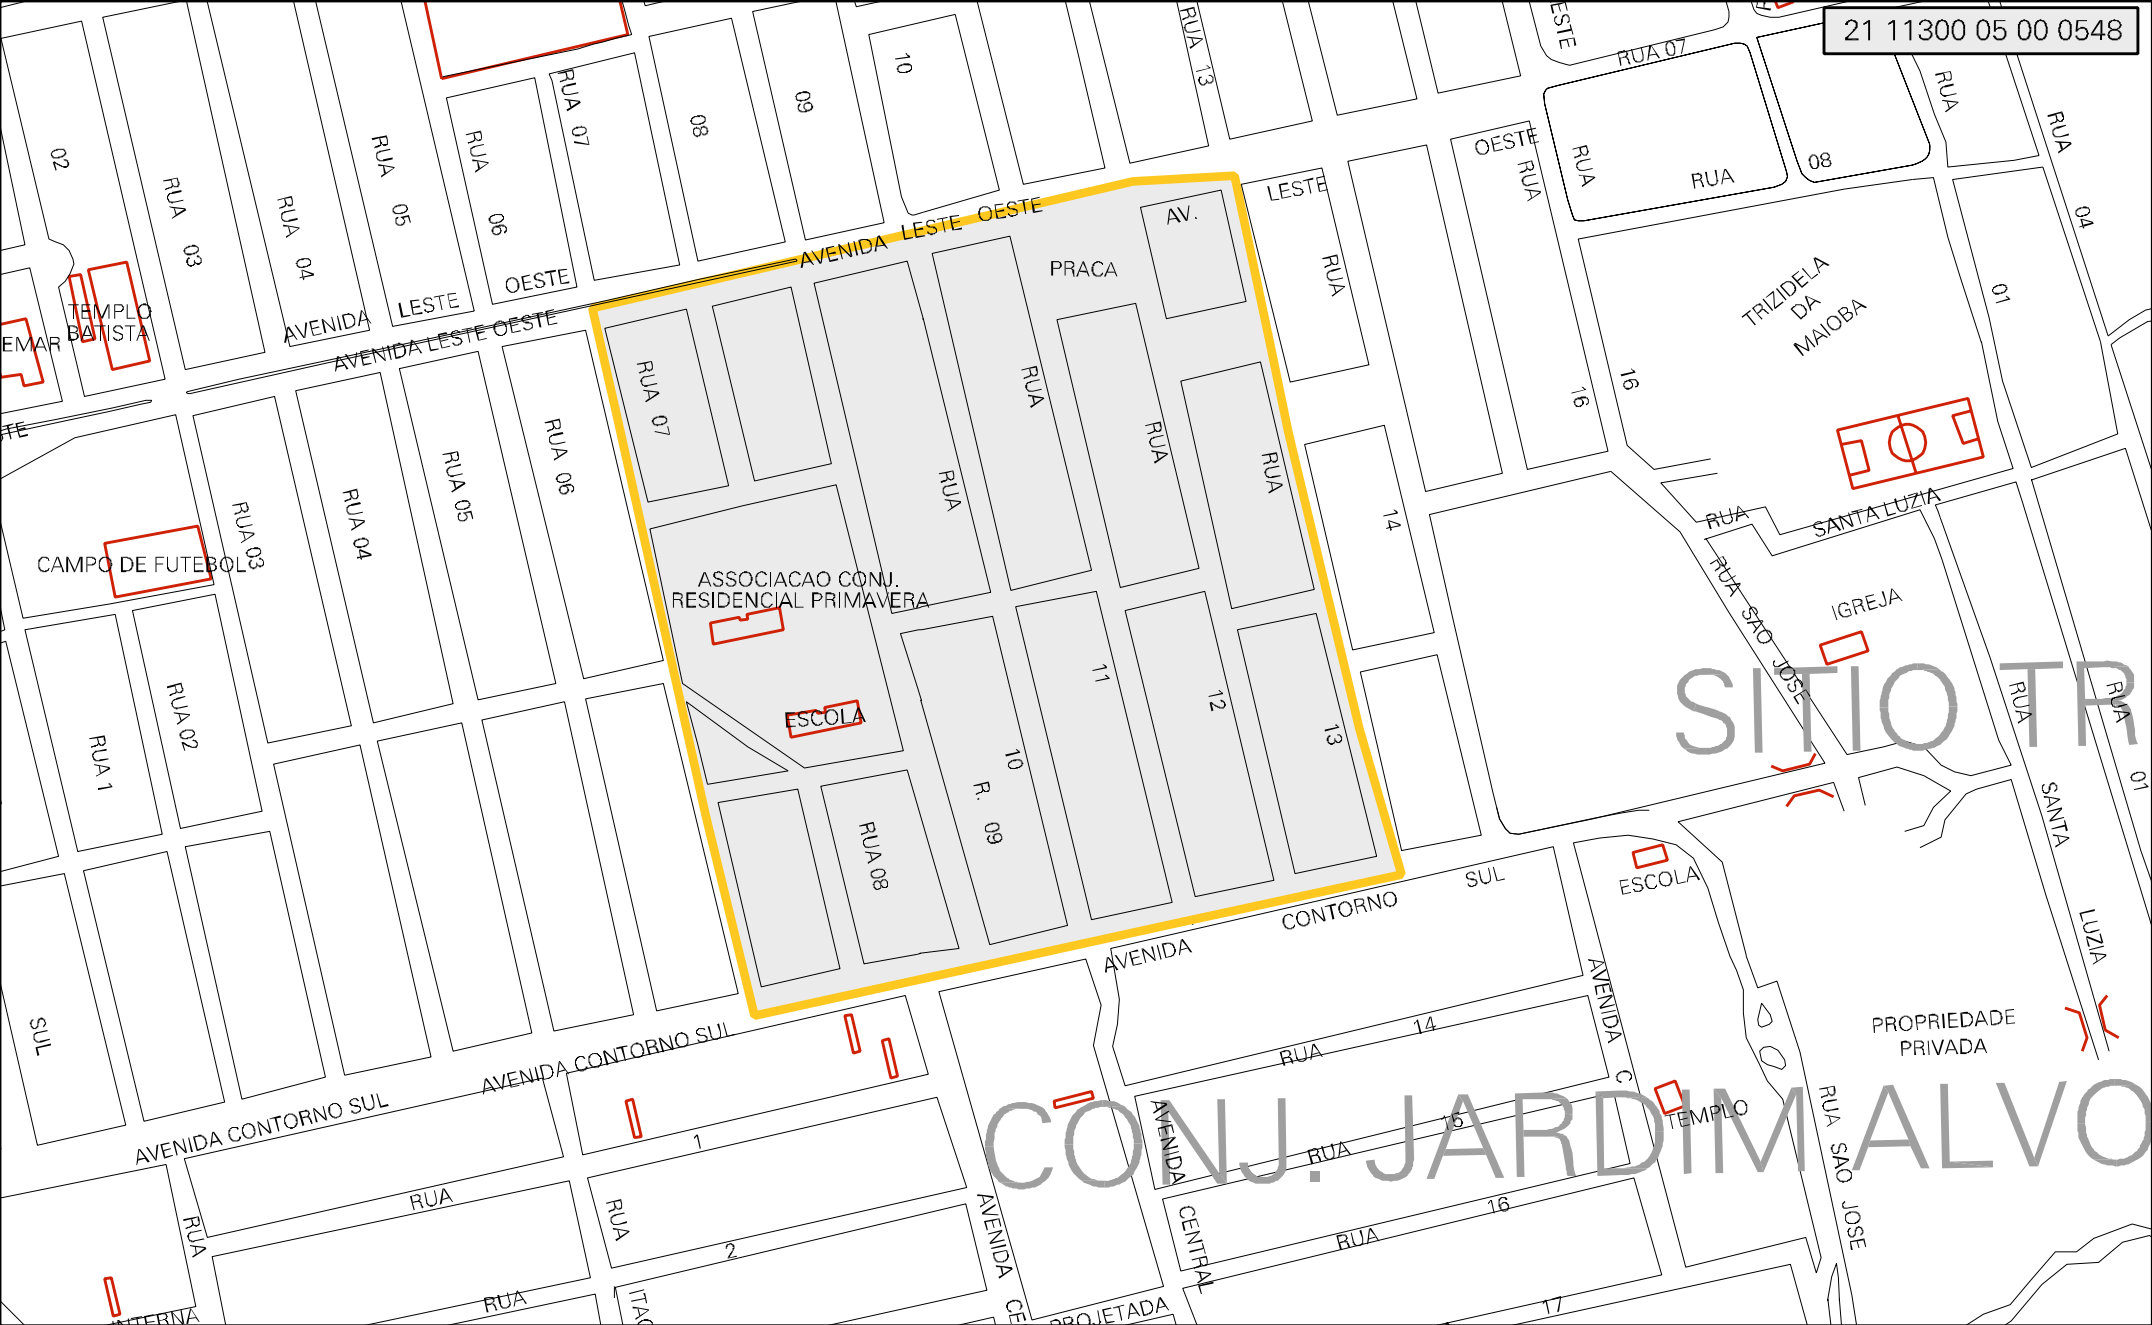 21 11300 05 00 0548
RUA 07
ESTE
RUA 13
10
09
08
RUA 07
RUA 06
RUA 05
RUA 04
RUA 03
02
RUA
RUA 04
OESTE
RUA
RUA
RUA
08
LESTE
AV.
AVENIDA LESTE OESTE
PRACA
RUA
AVENIDA LESTE OESTE
AVENIDA LESTE OESTE
TEMPLO
BATISTA
EMAR
TRIZIDELA
DA
MAIOBA
01
16
16
RUA 07
RUA
RUA
RUA
RUA
RUA 06
RUA 05
RUA 04
RUA 03
14
CAMPO DE FUTEBOL
ASSOCIACAO CONJ.
RESIDENCIAL PRIMAVERA
ESCOLA
RUA SANTA LUZIA
RUA SAO JOSE
IGREJA
SITIO TR
RUA 02
RUA 1
10
11
12
13
R. 09
RUA 08
RUA SANTA LUZIA
RUA 01
SUL
AVENIDA CONTORNO SUL
ESCOLA
AVENIDA CONTORNO SUL
AVENIDA CONTORNO SUL
PROPRIEDADE
PRIVADA
AVENIDA C
RUA 14
RUA 15
RUA 16
17
TEMPLO
CONJ. JARDIM ALVO
RUA SAO JOSE
AVENIDA CENTRAL
AVENIDA CE
RUA 1
RUA 2
RUA
RUA
RUA
ITAC
INTERNA
PROJETADA